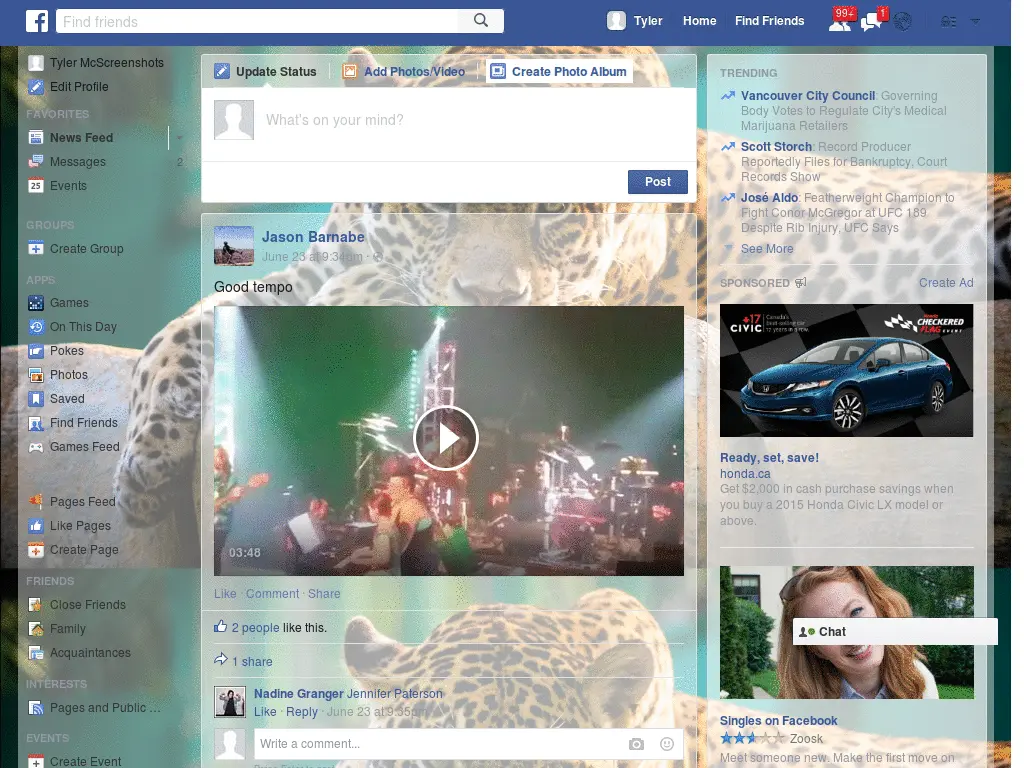 Find friends
Tyler
Home
Find Friends
99+
1
Tyler McScreenshots
Edit Profile
FAVORITES
News Feed
Messages
2
25 Events
GROUPS
Create Group
APPS
Games
On This Day
Pokes
Photos
Saved
Find Friends
Games Feed
Pages Feed
Like Pages
Create Page
FRIENDS
Close Friends
Family
Acquaintances
INTERESTS
Pages and Public ...
EVENTS
Create Event
Update Status
Add Photos/Video
Create Photo Album
What's on your mind?
Post
Jason Barnabe
June 23 at 9:34pm ·
Good tempo
03:48
Like · Comment · Share
2 people like this.
1 share
Nadine Granger Jennifer Paterson
Like · Reply · June 23 at 9:35pm
Write a comment...
TRENDING
Vancouver City Council: Governing
Body Votes to Regulate City's Medical
Marijuana Retailers
Scott Storch: Record Producer
Reportedly Files for Bankruptcy, Court
Records Show
José Aldo: Featherweight Champion to
Fight Conor McGregor at UFC 189
Despite Rib Injury, UFC Says
See More
SPONSORED
Create Ad
17
CIVIC
CHECKERED
FLAG
EVENT
Ready, set, save!
honda.ca
Get $2,000 in cash purchase savings when
you buy a 2015 Honda Civic LX model or
above.
Chat
Singles on Facebook
Zoosk
Meet someone new. Make the first move on